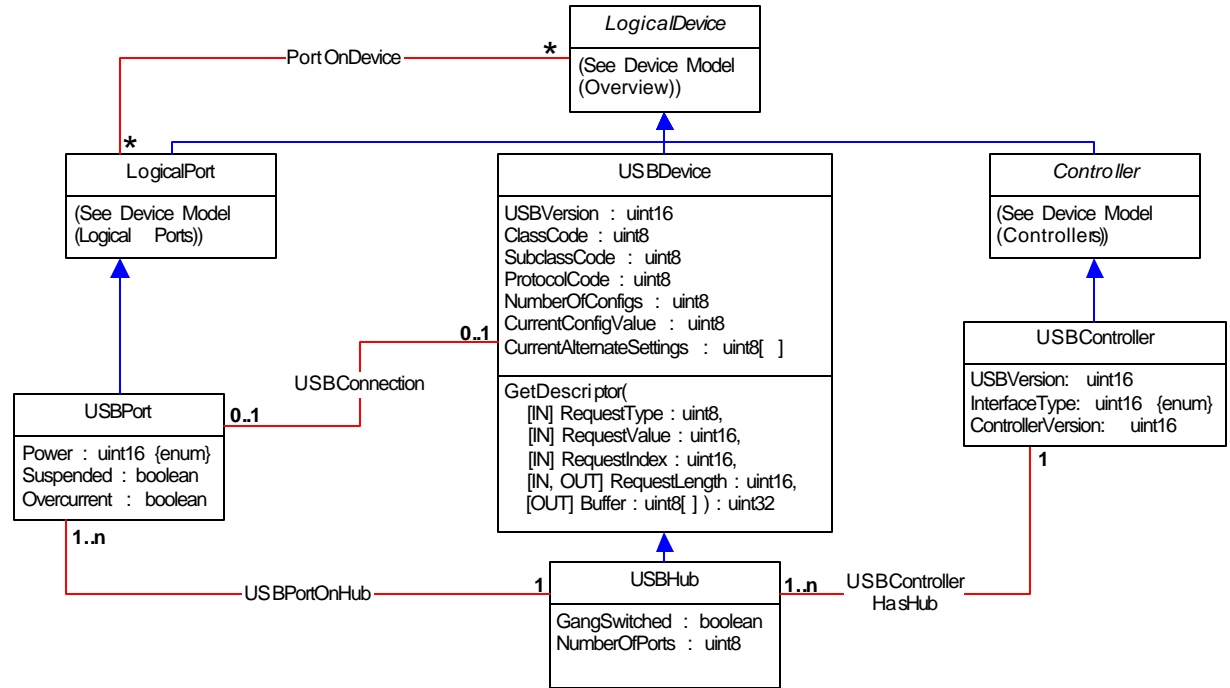 LogicalDevice
(See Device Model
(Overview))
PortOnDevice
*
*
LogicalPort
(See Device Model
(Logical Ports))
USBDevice
USBVersion : uint16
ClassCode : uint8
SubclassCode : uint8
ProtocolCode : uint8
NumberOfConfigs : uint8
CurrentConfigValue : uint8
CurrentAlternateSettings : uint8[ ]
GetDescriptor(
[IN] RequestType : uint8,
[IN] RequestValue : uint16,
[IN] RequestIndex : uint16,
[IN, OUT] RequestLength : uint16,
[OUT] Buffer : uint8[ ] ) : uint32
Controller
(See Device Model
(Controllers))
0..1
USBConnection
0..1
USBPort
Power : uint16 {enum}
Suspended : boolean
Overcurrent : boolean
1..n
USBController
USBVersion: uint16
InterfaceType: uint16 {enum}
ControllerVersion: uint16
1
USBPortOnHub
1
USBHub
GangSwitched : boolean
NumberOfPorts : uint8
1..n
USBController
HasHub